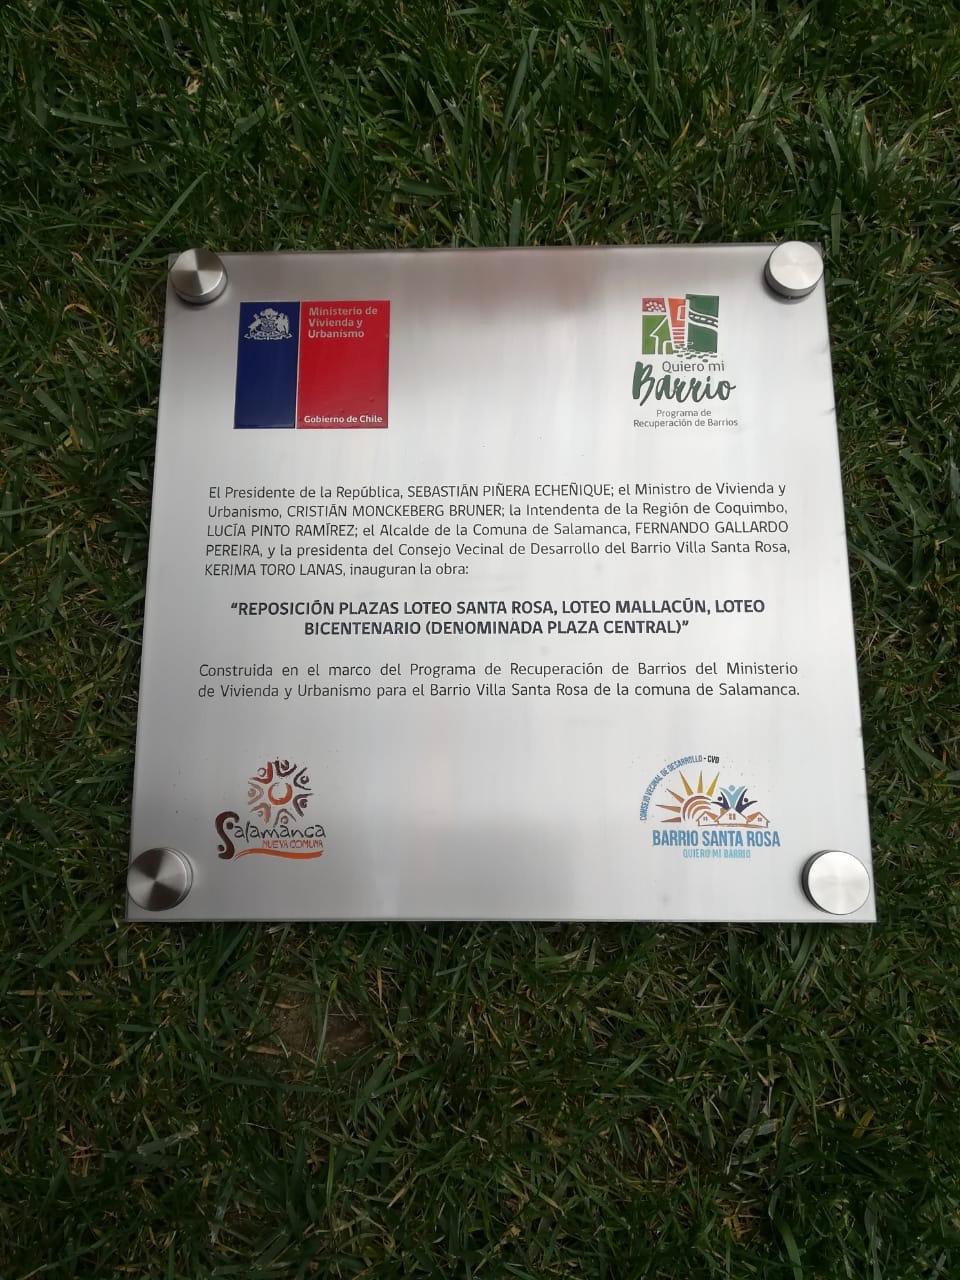 Ministerio de
Vivienda y
Urbanismo
Gobierno de Chile
Quiero mi
Barrio
Programa de
Recuperación de Barrios
El Presidente de la República, SEBASTIÁN PIÑERA ECHEÑIQUE; el Ministro de Vivienda y
Urbanismo, CRISTIÁN MONCKEBERG BRUNER; la Intendenta de la Región de Coquimbo,
LUCÍA PINTO RAMÍREZ; el Alcalde de la Comuna de Salamanca, FERNANDO GALLARDO
PEREIRA, y la presidenta del Consejo Vecinal de Desarrollo del Barrio Villa Santa Rosa,
KERIMA TORO LANAS, inauguran la obra:
“REPOSICIÓN PLAZAS LOTEO SANTA ROSA, LOTEO MALLACÚN, LOTEO
BICENTENARIO (DENOMINADA PLAZA CENTRAL)”
Construida en el marco del Programa de Recuperación de Barrios del Ministerio
de Vivienda y Urbanismo para el Barrio Villa Santa Rosa de la comuna de Salamanca.
Salamanca
NUEVA COMUNA
CONSEJO VECINAL DE DESARROLLO - CVD
BARRIO SANTA ROSA
QUIERO MI BARRIO